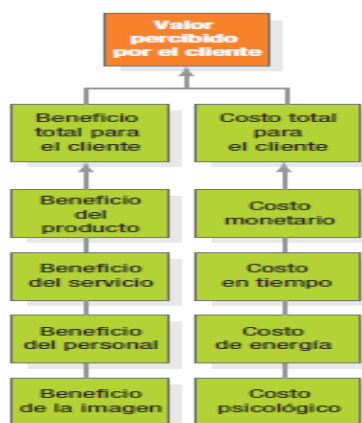 Valor
percibido
por el cliente
Beneficio
total para
el cliente
Costo total
para
el cliente
Beneficio
del
producto
Costo
monetario
Beneficio
del servicio
Costo
en tiempo
Beneficio
del personal
Costo
de energía
Beneficio
de la imagen
Costo
psicológico